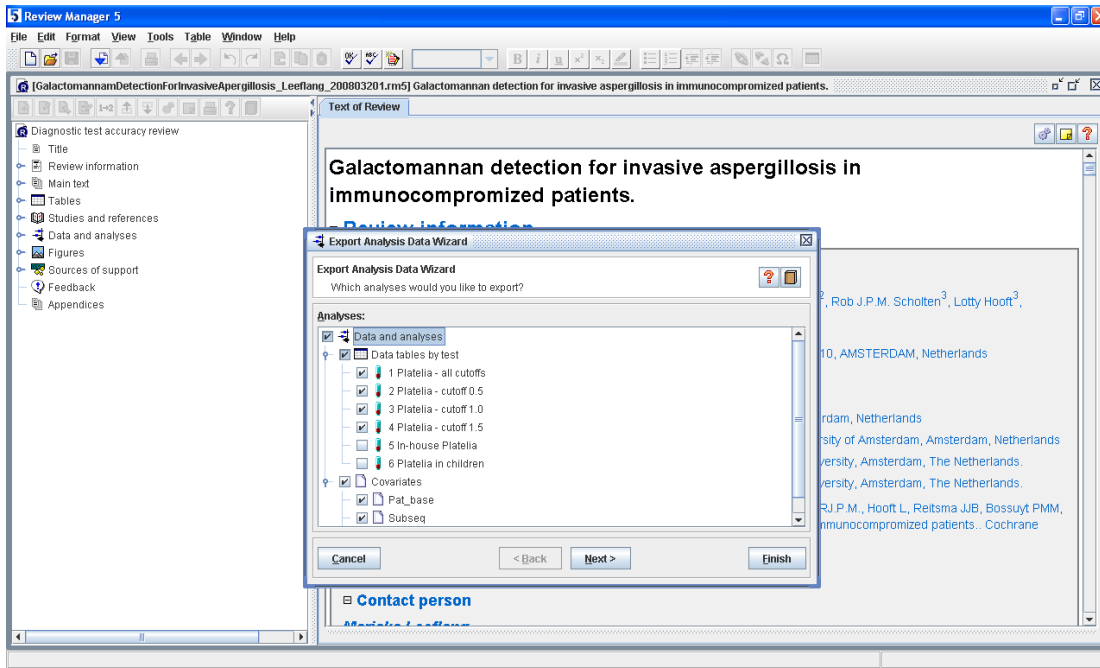 Review Manager 5
File Edit Format View Tools Table Window Help
[GalactomannamDetectionForInvasiveApergillosis_Leeflang_200803201.rm5] Galactomannan detection for invasive aspergillosis in immunocompromized patients.
Text of Review
Diagnostic test accuracy review
Title
Review information
Main text
Tables
Studies and references
Data and analyses
Figures
Sources of support
Feedback
Appendices
Galactomannan detection for invasive aspergillosis in
immunocompromized patients.
Review information
Export Analysis Data Wizard
Export Analysis Data Wizard
Which analyses would you like to export?
Analyses:
Data and analyses
Data tables by test
1 Platelia - all cutoffs
2 Platelia - cutoff 0.5
3 Platelia - cutoff 1.0
4 Platelia - cutoff 1.5
5 In-house Platelia
6 Platelia in children
Covariates
Pat_base
Subseq
Cancel < Back Next > Finish
2, Rob J.P.M. Scholten3, Lotty Hooft3,
10, AMSTERDAM, Netherlands
rdam, Netherlands
rsity of Amsterdam, Amsterdam, Netherlands
versity, Amsterdam, The Netherlands.
versity, Amsterdam, The Netherlands.
RJ.P.M., Hooft L, Reitsma JJB, Bossuyt PMM,
mmunocompromized patients.. Cochrane
Contact person
Mariska Leeflang